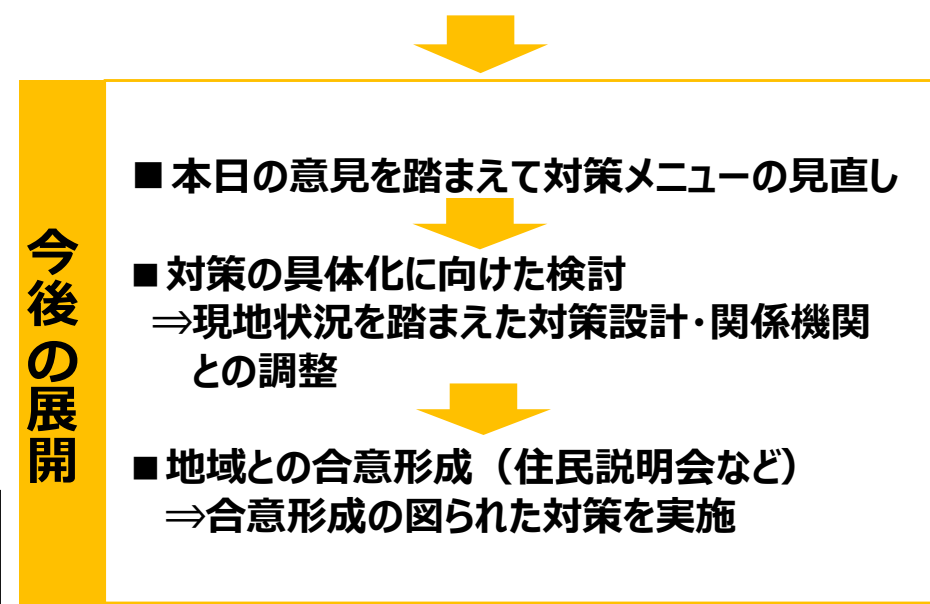 今後の展開
■本日の意見を踏まえて対策メニューの見直し
■対策の具体化に向けた検討
⇒現地状況を踏まえた対策設計・関係機関
との調整
■地域との合意形成（住民説明会など）
⇒合意形成の図られた対策を実施